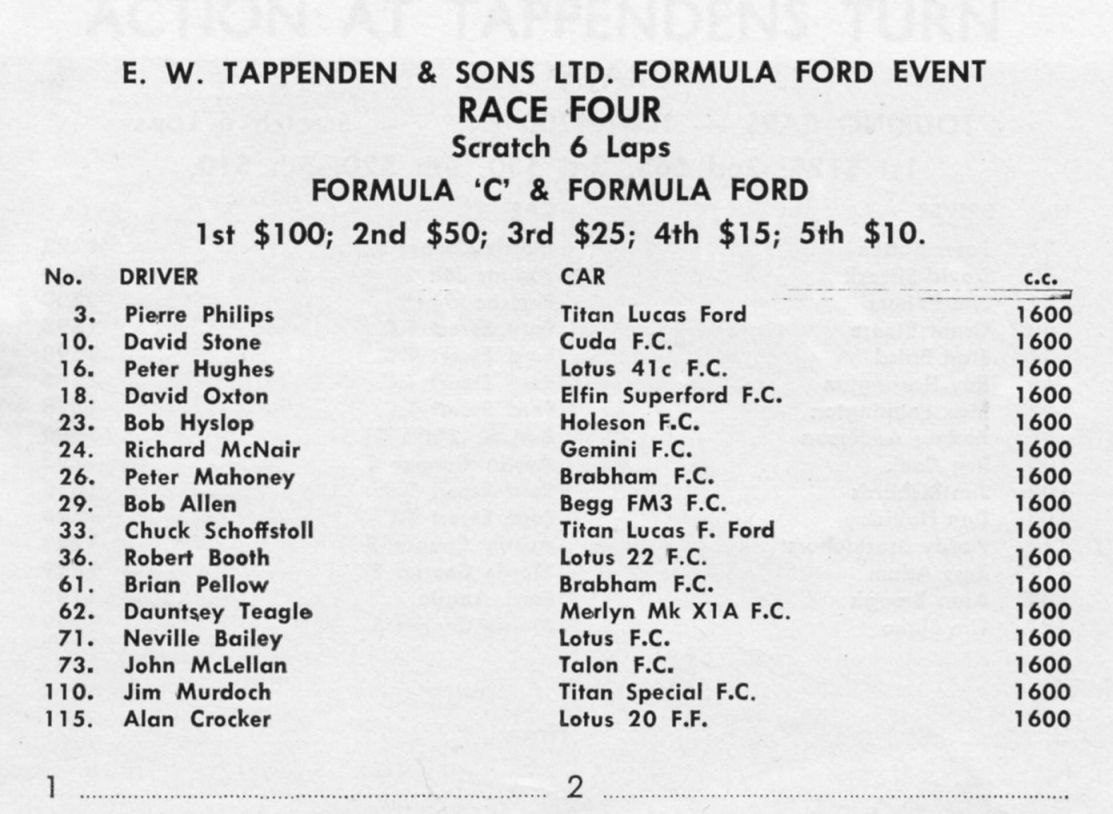 E. W. TAPPENDEN & SONS LTD. FORMULA FORD EVENT
RACE FOUR
Scratch 6 Laps
FORMULA ‘C’ & FORMULA FORD
1st $100; 2nd $50; 3rd $25; 4th $15; 5th $10.
No. DRIVER CAR c.c.
3. Pierre Philips Titan Lucas Ford 1600
10. David Stone Cuda F.C. 1600
16. Peter Hughes Lotus 41c F.C. 1600
18. David Oxton Elfin Superford F.C. 1600
23. Bob Hyslop Holeson F.C. 1600
24. Richard McNair Gemini F.C. 1600
26. Peter Mahoney Brabham F.C. 1600
29. Bob Allen Begg FM3 F.C. 1600
33. Chuck Schoffstoll Titan Lucas F. Ford 1600
36. Robert Booth Lotus 22 F.C. 1600
61. Brian Pellow Brabham F.C. 1600
62. Dauntsey Teagle Merlyn Mk X1A F.C. 1600
71. Neville Bailey Lotus F.C. 1600
73. John McLellan Talon F.C. 1600
110. Jim Murdoch Titan Special F.C. 1600
115. Alan Crocker Lotus 20 F.F. 1600
1 ........................ 2 ........................